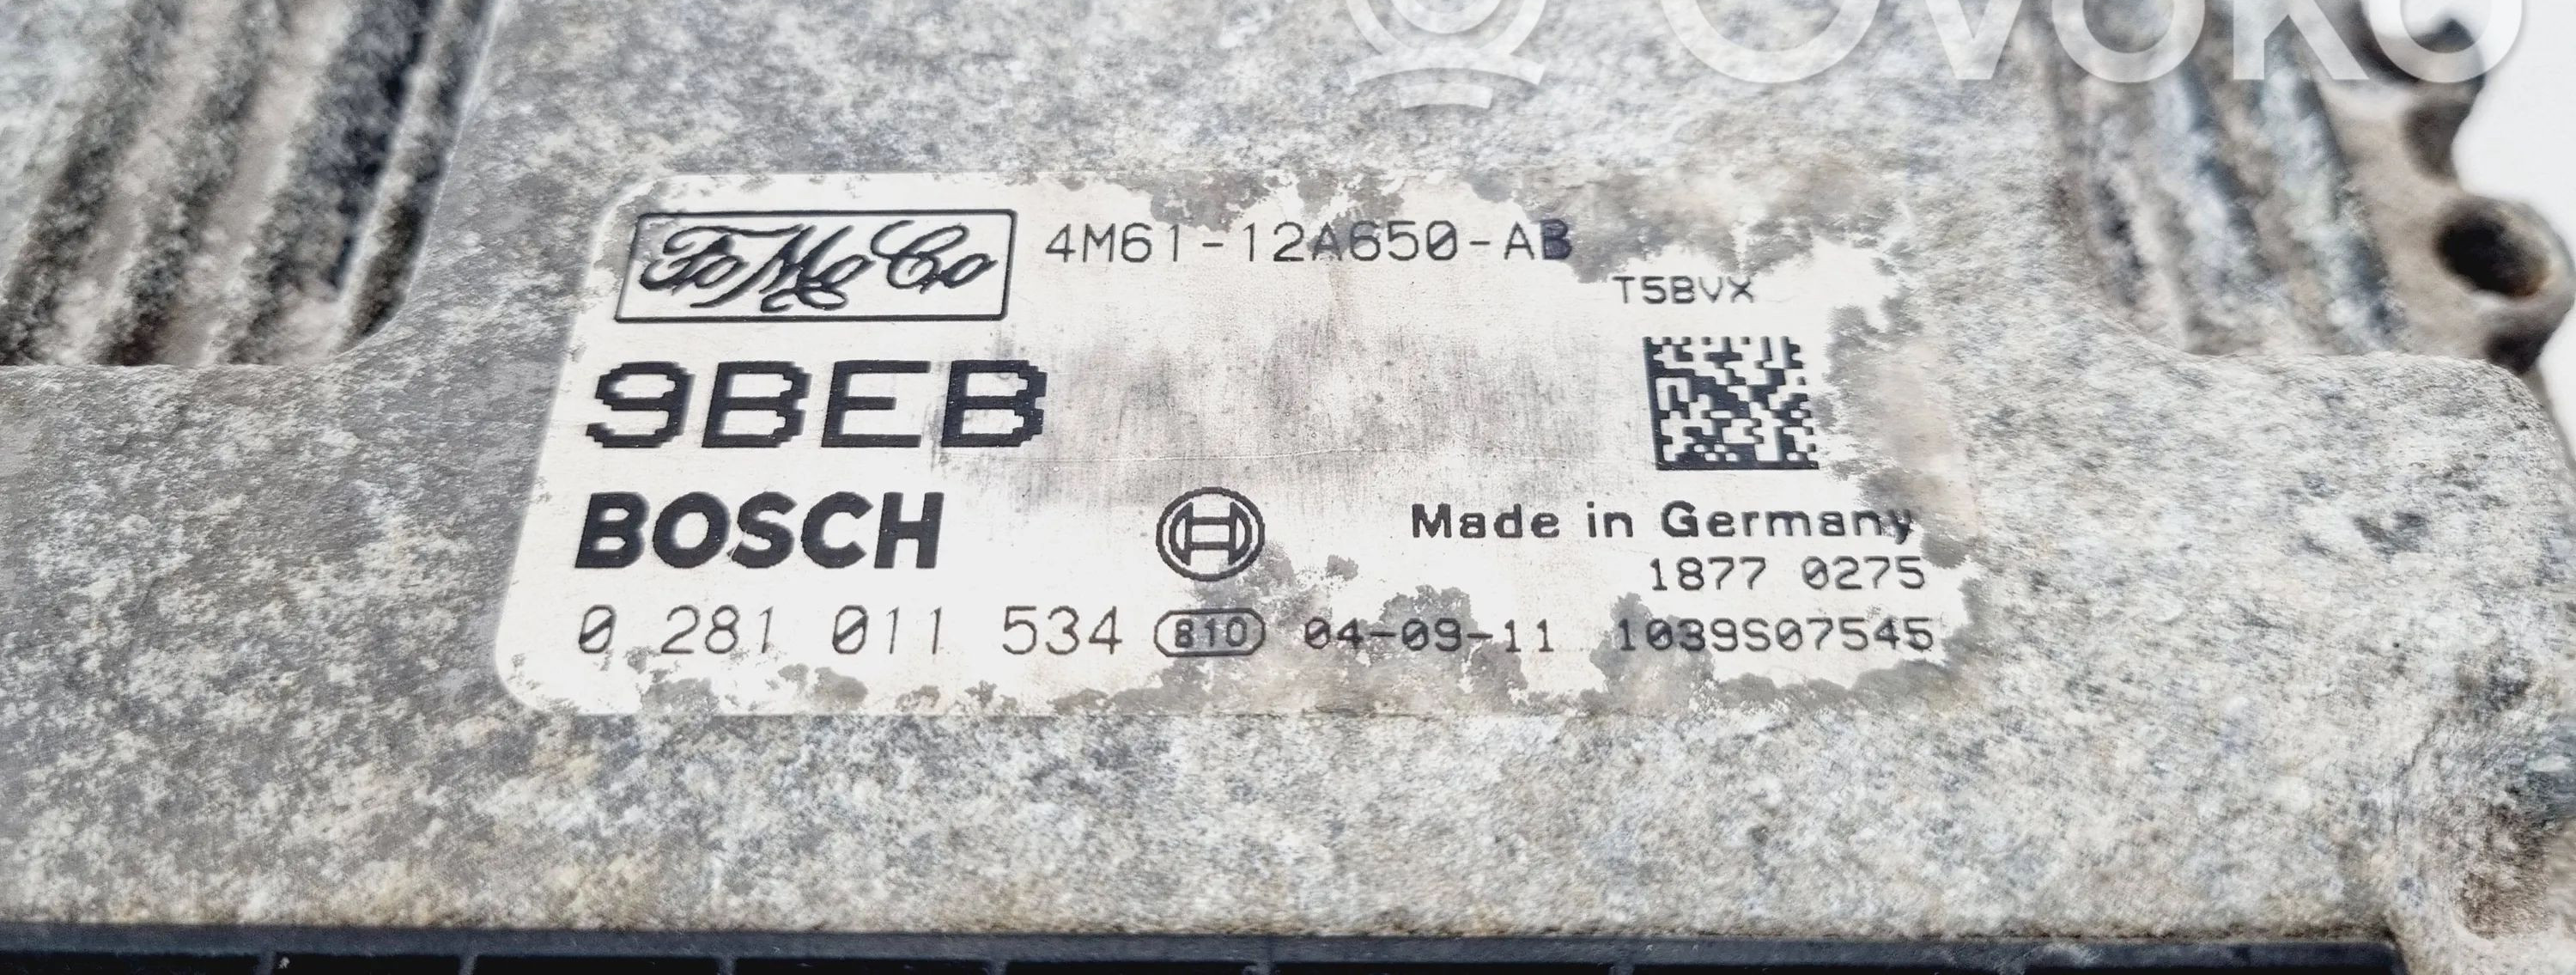 Ovoko
FoMoCo
4M61-12A650-AB
T5BVX
9BEB
BOSCH
Made in Germany
1877 0275
0 281 011 534 810 04-09-11 1039S07545